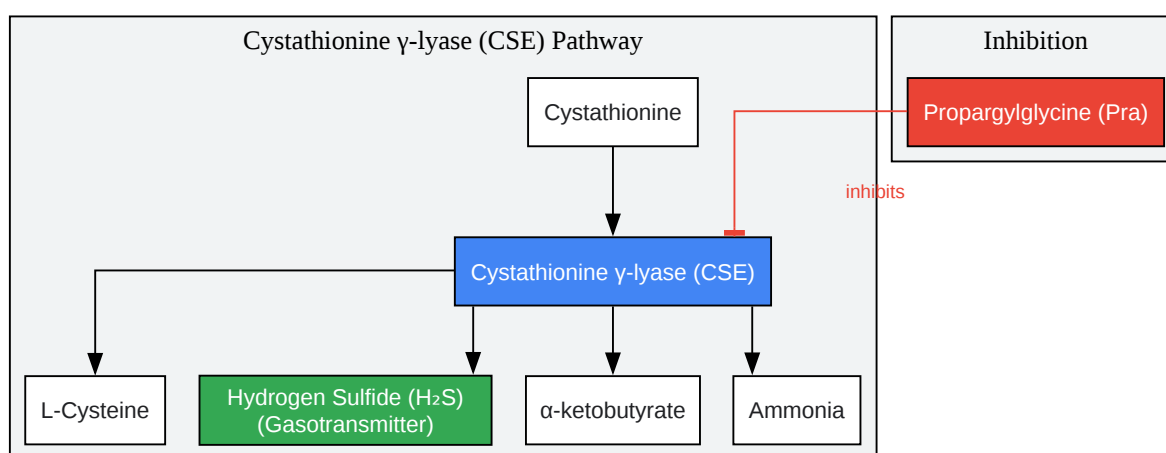 Cystathionine γ-lyase (CSE) Pathway
Inhibition
Cystathionine
Propargylglycine (Pra)
inhibits
Cystathionine γ-lyase (CSE)
L-Cysteine
Hydrogen Sulfide (H₂S)
(Gasotransmitter)
α-ketobutyrate
Ammonia